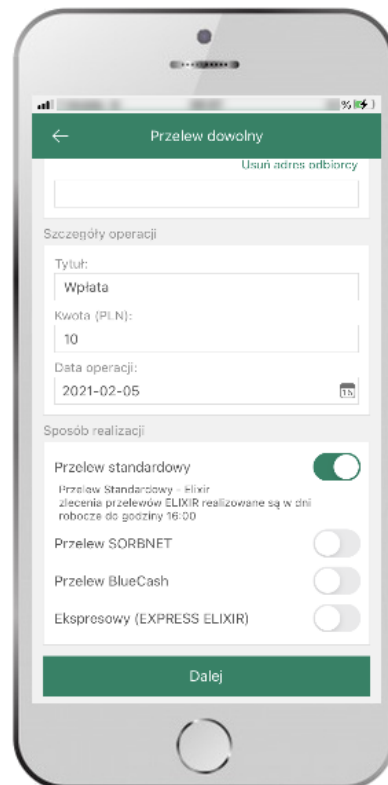 %
Przelew dowolny
Usuń adres odbiorcy
Szczegóły operacji
Tytuł:
Wpłata
Kwota (PLN):
10
Data operacji:
2021-02-05
15
Sposób realizacji
Przelew standardowy
Przelew Standardowy - Elixir
zlecenia przelewów ELIXIR realizowane są w dni
robocze do godziny 16:00
Przelew SORBNET
Przelew BlueCash
Ekspresowy (EXPRESS ELIXIR)
Dalej